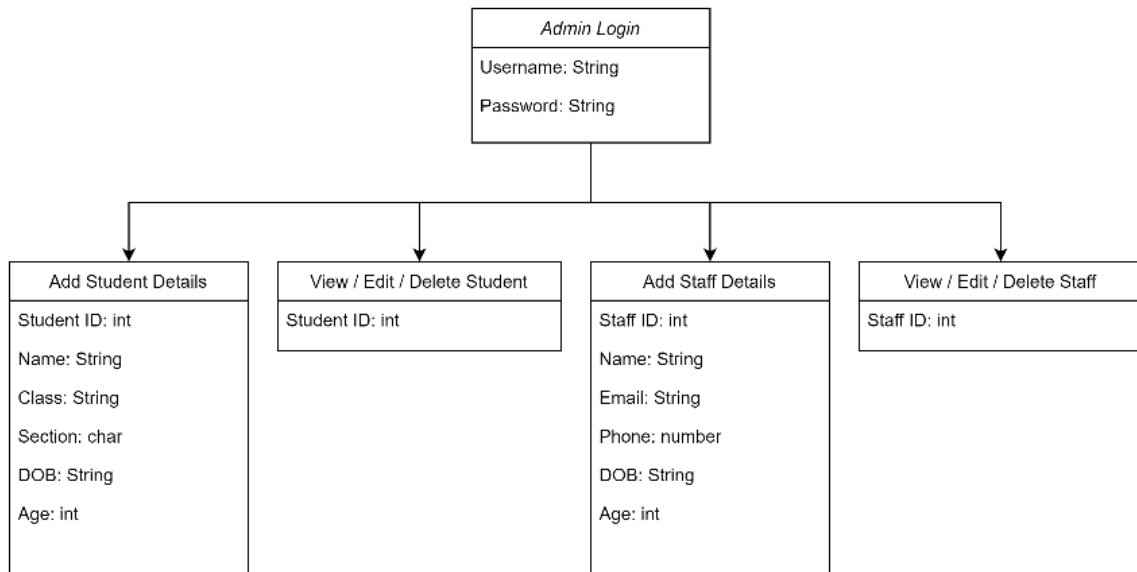 Admin Login
Username: String
Password: String
Add Student Details
Student ID: int
Name: String
Class: String
Section: char
DOB: String
Age: int
View / Edit / Delete Student
Student ID: int
Add Staff Details
Staff ID: int
Name: String
Email: String
Phone: number
DOB: String
Age: int
View / Edit / Delete Staff
Staff ID: int